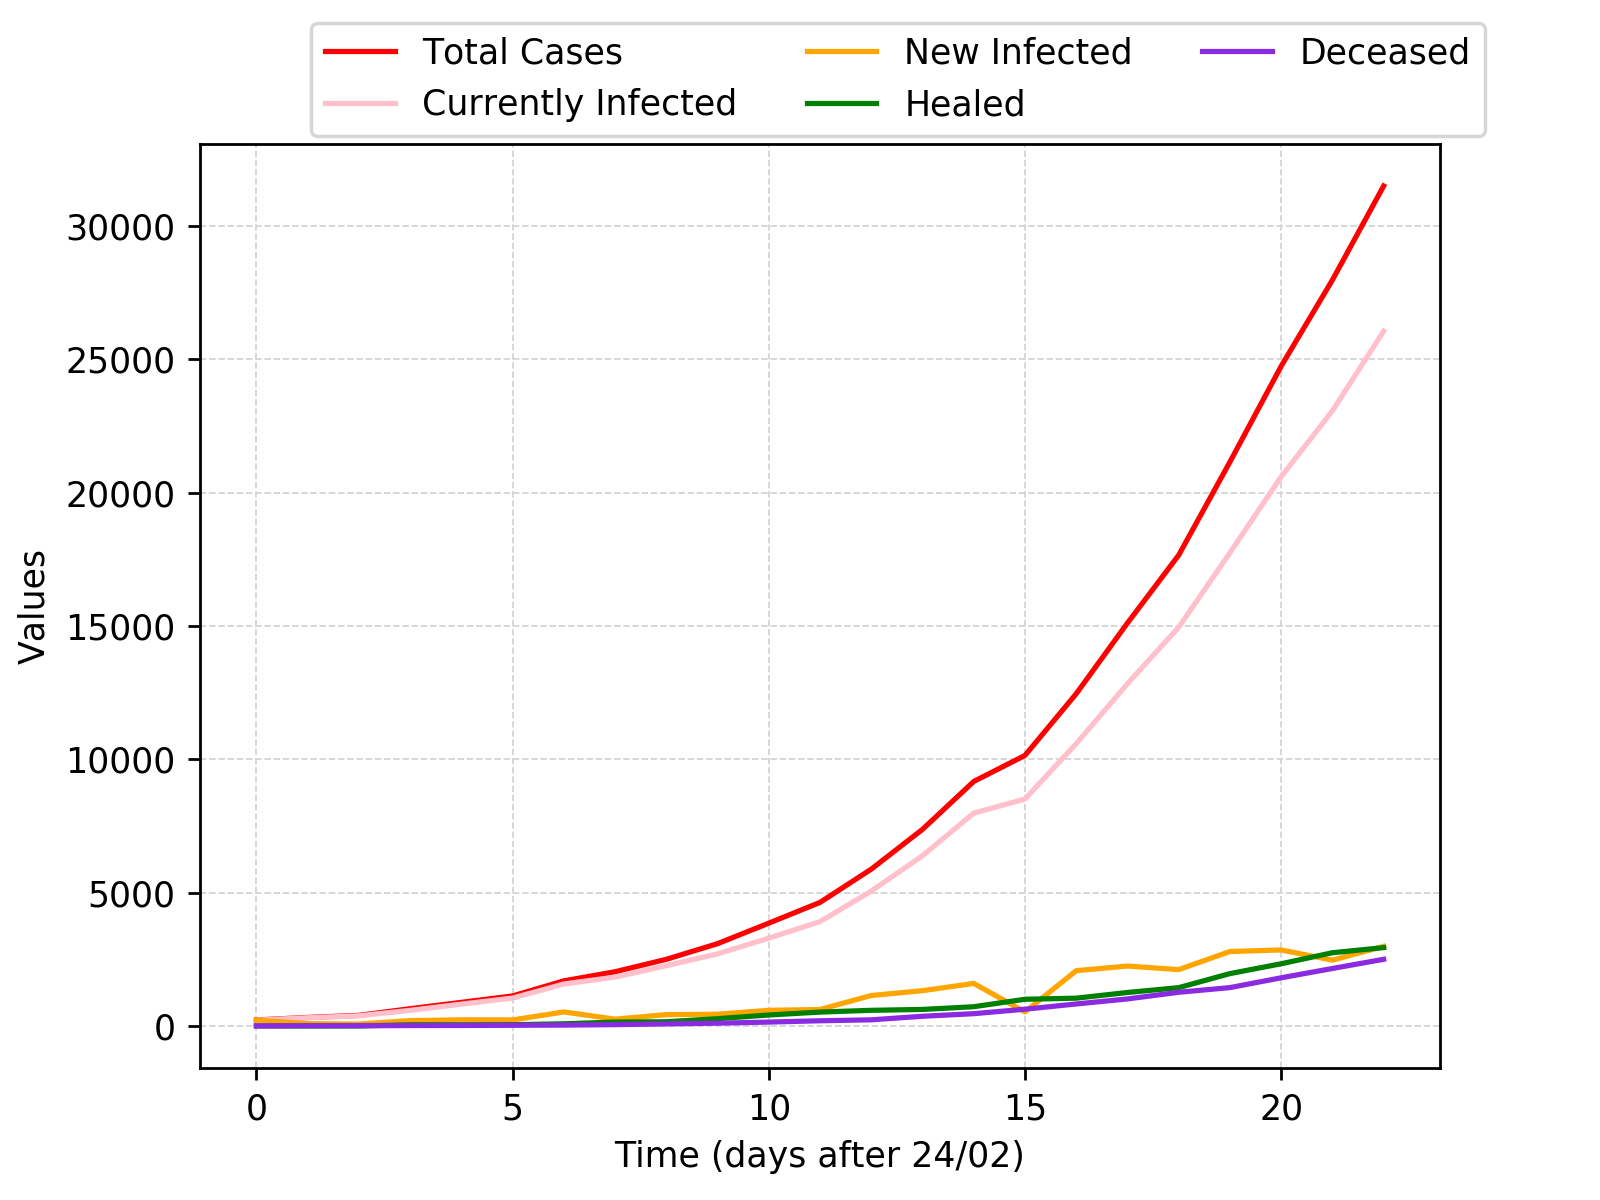 Total Cases
Currently Infected
New Infected
Healed
Deceased
30000
25000
20000
15000
10000
5000
0
Values
0 5 10 15 20
Time (days after 24/02)